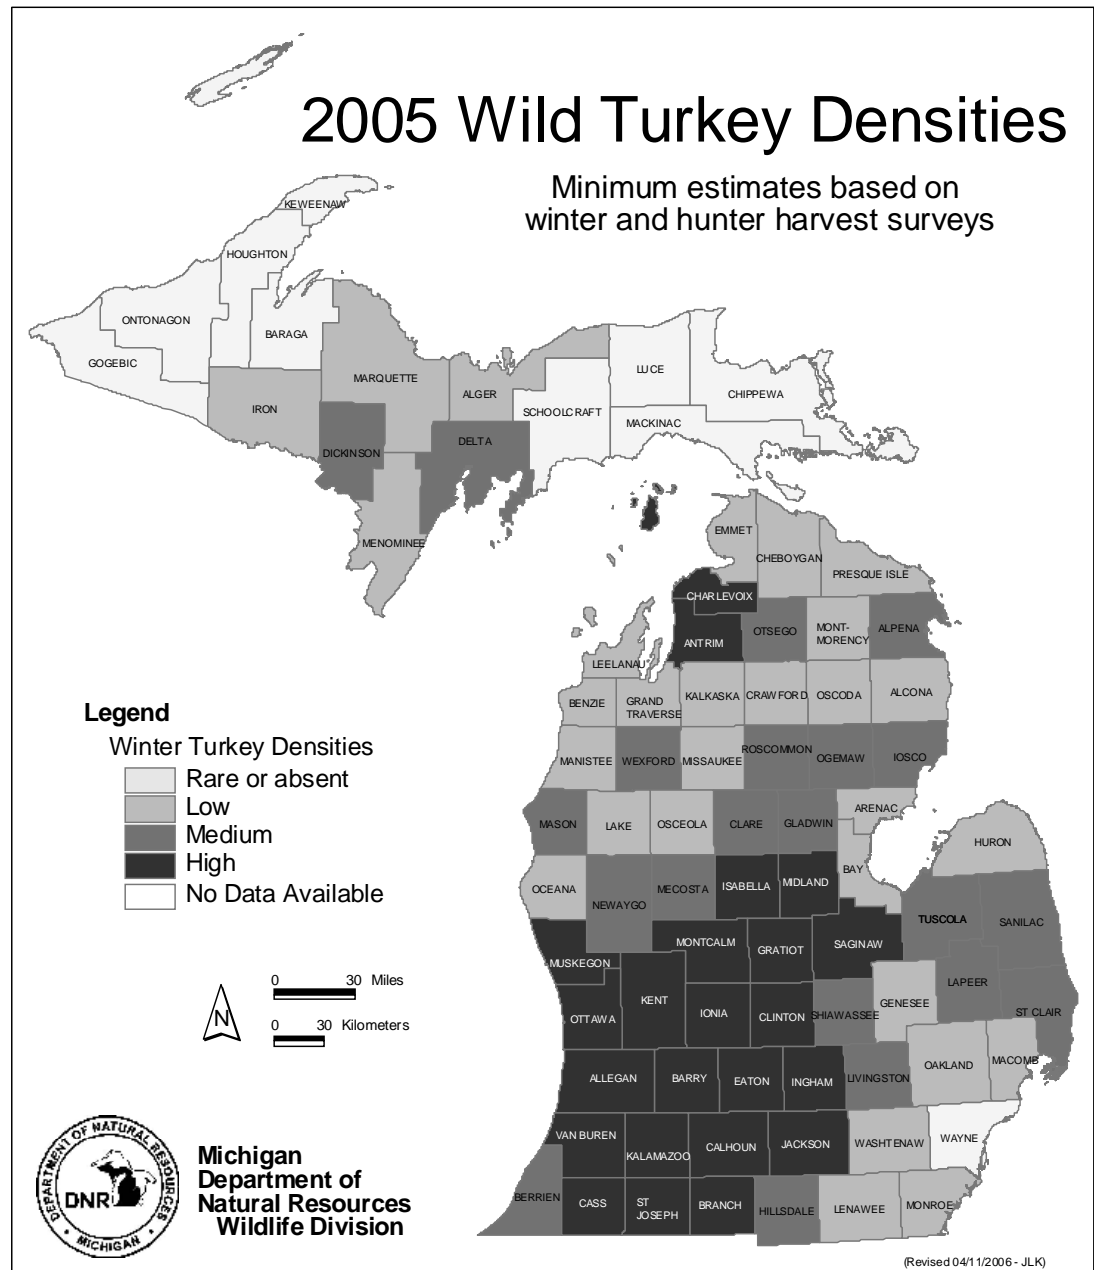 2005 Wild Turkey Densities
Minimum estimates based on
winter and hunter harvest surveys
KEWEENAW
HOUGHTON
ONTONAGON
BARAGA
GOGEBIC
MARQUETTE
LUCE
ALGER
CHIPPEWA
IRON
SCHOOLCRAFT
MACKINAC
DELTA
DICKINSON
MENOMINEE
EMMET
CHEBOYGAN
PRESQUE ISLE
CHARLEVOIX
OTSEGO
MONT-
MORENCY
ALPENA
ANTRIM
LEELANAU
BENZIE
GRAND
TRAVERSE
KALKASKA
CRAWFORD
OSCODA
ALCONA
MANISTEE
WEXFORD
MISSAUKEE
ROSCOMMON
OGEMAW
IOSCO
MASON
LAKE
OSCEOLA
CLARE
GLADWIN
ARENAC
HURON
OCEANA
NEWAYGO
MECOSTA
ISABELLA
MIDLAND
BAY
TUSCOLA
SANILAC
MUSKEGON
MONTCALM
GRATIOT
SAGINAW
LAPEER
OTTAWA
KENT
IONIA
CLINTON
SHIAWASSEE
GENESEE
ST CLAIR
ALLEGAN
BARRY
EATON
INGHAM
LIVINGSTON
OAKLAND
MACOMB
VAN BUREN
KALAMAZOO
CALHOUN
JACKSON
WASHTENAW
WAYNE
BERRIEN
CASS
ST
JOSEPH
BRANCH
HILLSDALE
LENAWEE
MONROE
Legend
Winter Turkey Densities
Rare or absent
Low
Medium
High
No Data Available
N
0 30 Miles
0 30 Kilometers
DEPARTMENT OF NATURAL RESOURCES
DNR
• MICHIGAN •
Michigan
Department of
Natural Resources
Wildlife Division
(Revised 04/11/2006 - JLK)